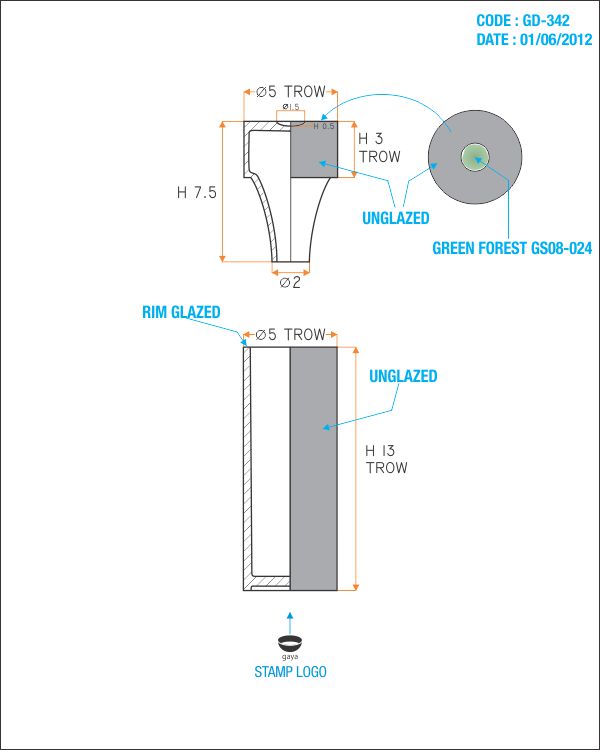 CODE : GD-342
DATE : 01/06/2012
Ø5 TROW
Ø1.5
H 0.5
H 3
TROW
H 7.5
UNGLAZED
GREEN FOREST GS08-024
Ø2
RIM GLAZED
Ø5 TROW
UNGLAZED
H 13
TROW
gaya
STAMP LOGO